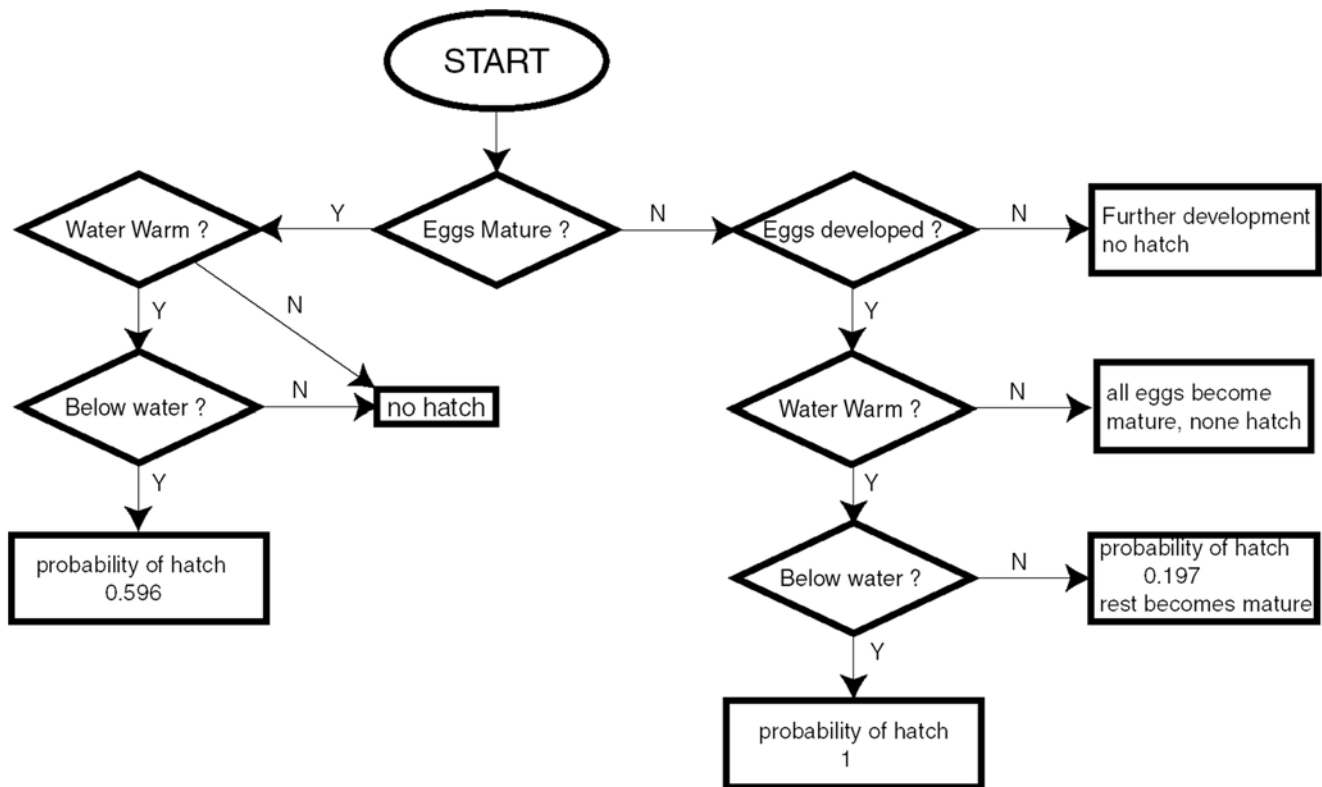 START
Water Warm ?
Y
Eggs Mature ?
N
Eggs developed ?
N
Further development
no hatch
Y
N
Y
Below water ?
N
no hatch
Water Warm ?
N
all eggs become
mature, none hatch
Y
Y
probability of hatch
0.596
Below water ?
N
probability of hatch
0.197
rest becomes mature
Y
probability of hatch
1